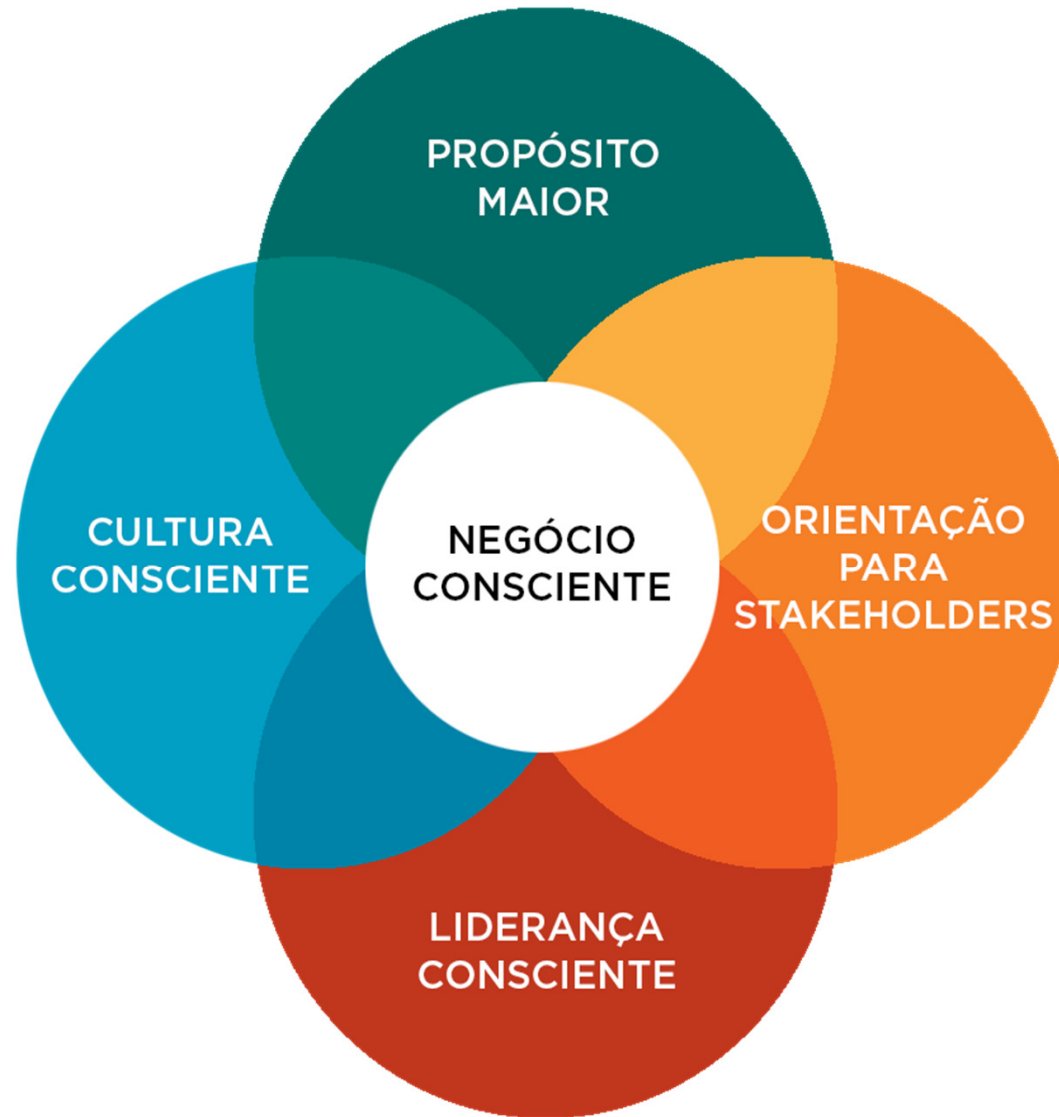 PROPÓSITO
MAIOR
CULTURA
CONSCIENTE
NEGÓCIO
CONSCIENTE
ORIENTAÇÃO
PARA
STAKEHOLDERS
LIDERANÇA
CONSCIENTE